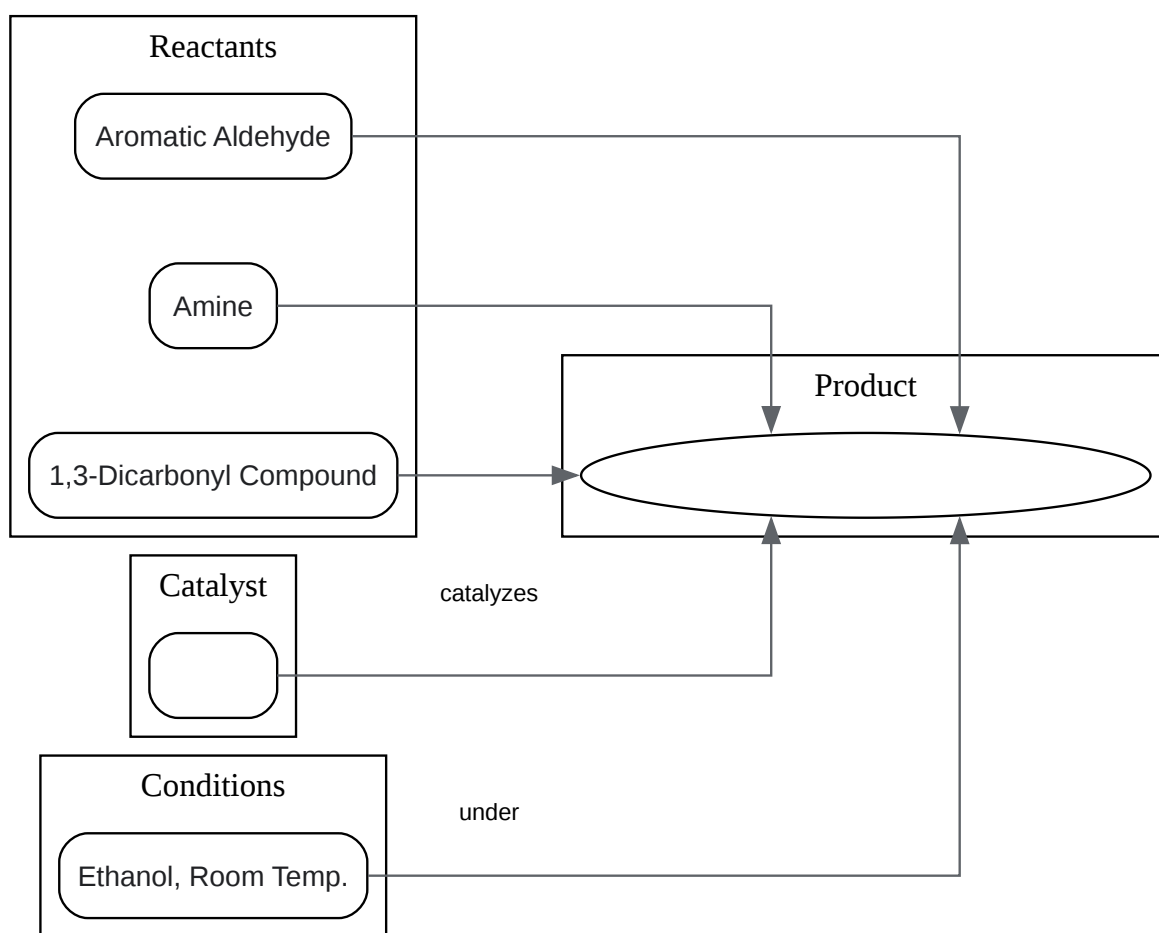 Reactants
Aromatic Aldehyde
Amine
1,3-Dicarbonyl Compound
Product
Catalyst
catalyzes
Conditions
under
Ethanol, Room Temp.